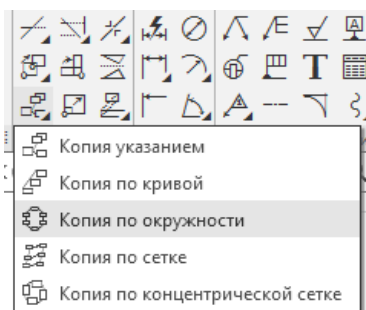 Копия указанием
Копия по кривой
Копия по окружности
Копия по сетке
Копия по концентрической сетке